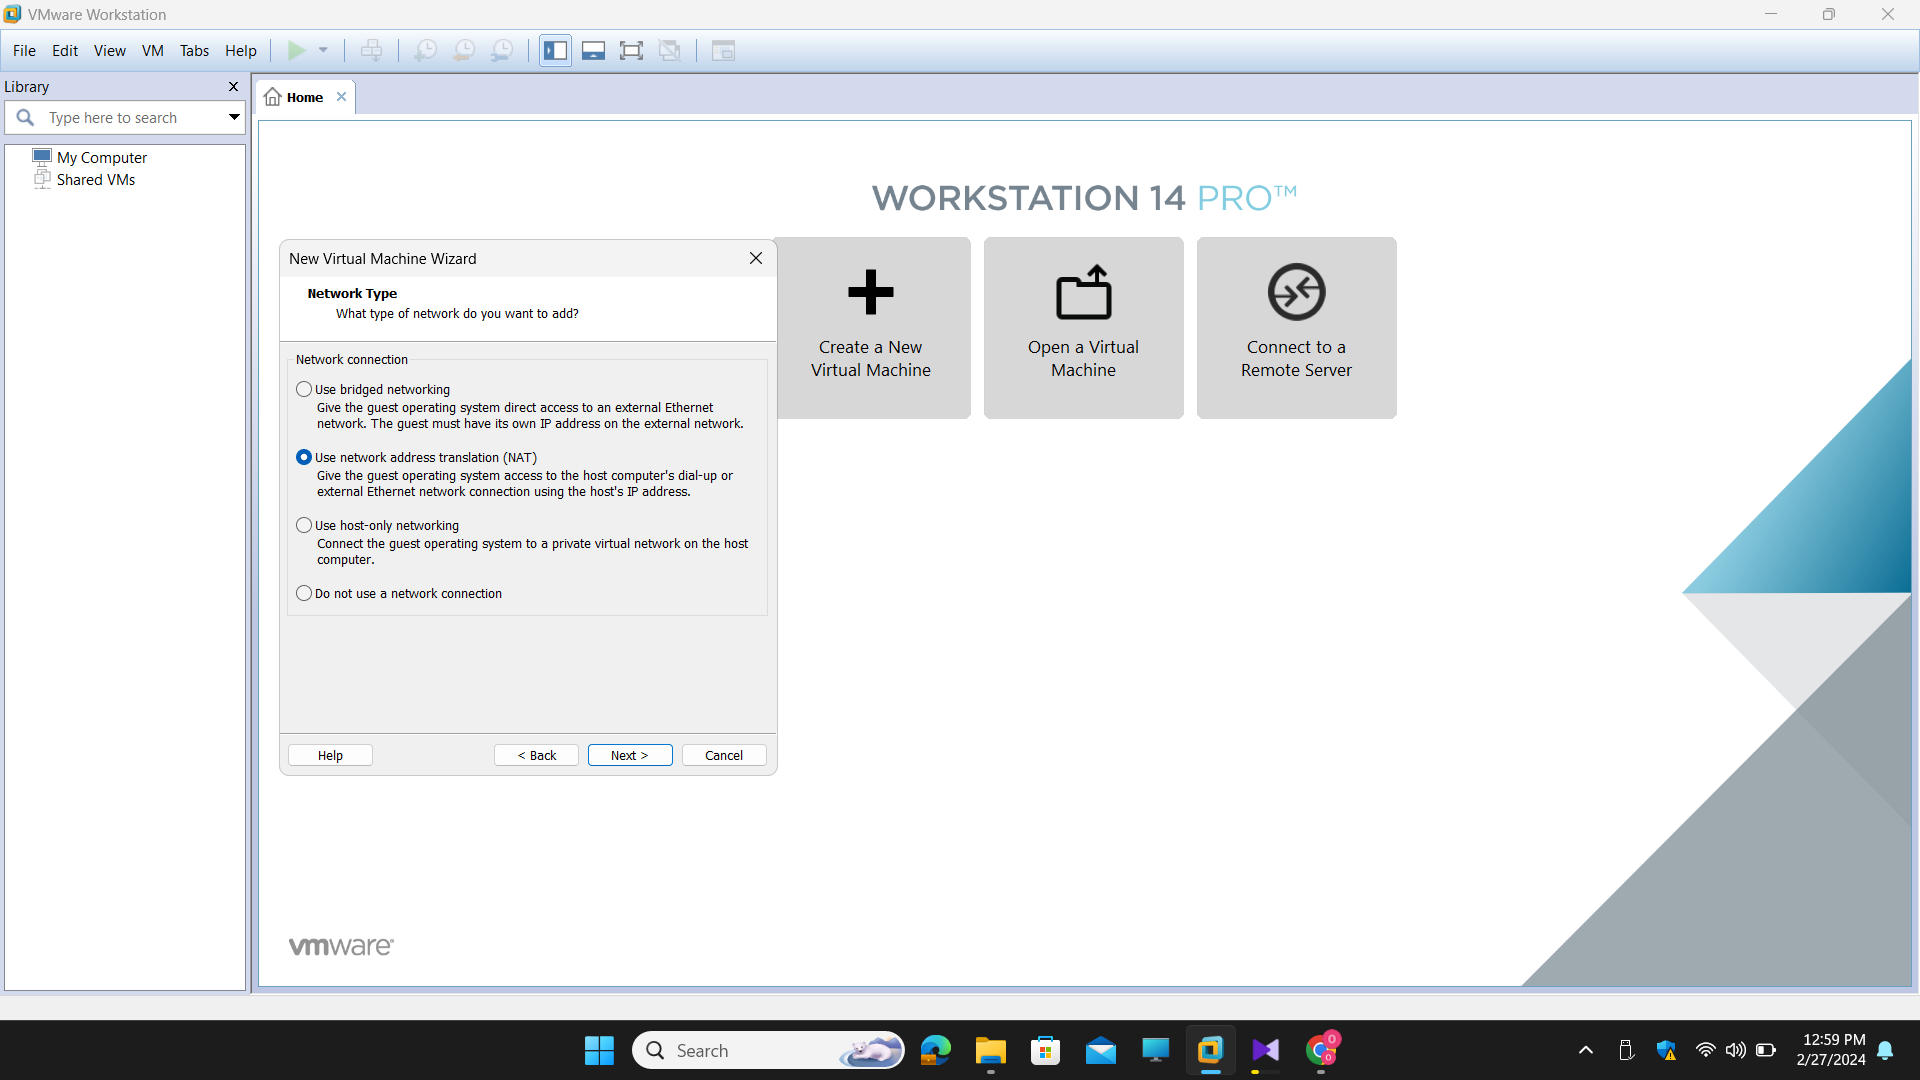 VMware Workstation
File Edit View VM Tabs Help
Library
Type here to search
My Computer
Shared VMs
Home
WORKSTATION 14 PRO™
Create a New
Virtual Machine
Open a Virtual
Machine
Connect to a
Remote Server
New Virtual Machine Wizard
Network Type
What type of network do you want to add?
Network connection
Use bridged networking
Give the guest operating system direct access to an external Ethernet
network. The guest must have its own IP address on the external network.
Use network address translation (NAT)
Give the guest operating system access to the host computer's dial-up or
external Ethernet network connection using the host's IP address.
Use host-only networking
Connect the guest operating system to a private virtual network on the host
computer.
Do not use a network connection
Help < Back Next > Cancel
vmware®
Search
12:59 PM
2/27/2024